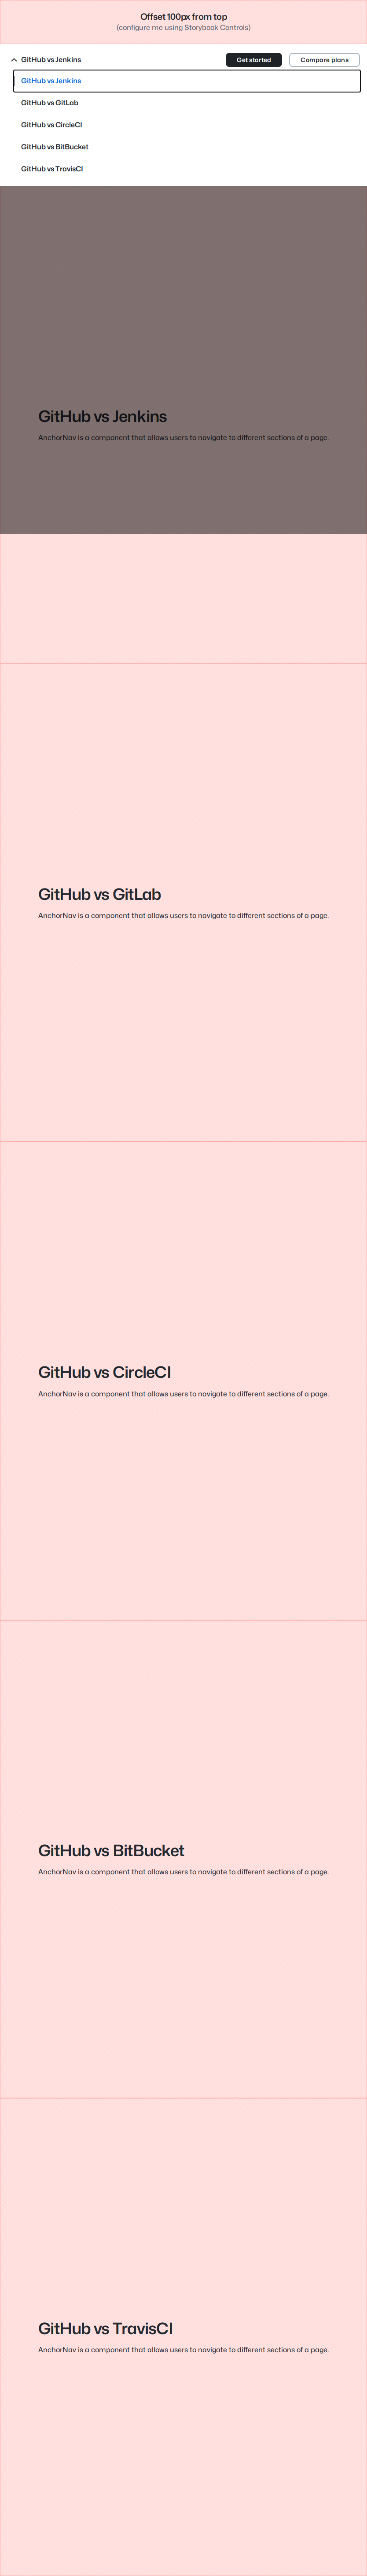 Offset 100px from top
(configure me using Storybook Controls)
GitHub vs Jenkins
Get started
Compare plans
GitHub vs Jenkins
GitHub vs GitLab
GitHub vs CircleCI
GitHub vs BitBucket
GitHub vs TravisCI
GitHub vs Jenkins
AnchorNav is a component that allows users to navigate to different sections of a page.
GitHub vs GitLab
AnchorNav is a component that allows users to navigate to different sections of a page.
GitHub vs CircleCI
AnchorNav is a component that allows users to navigate to different sections of a page.
GitHub vs BitBucket
AnchorNav is a component that allows users to navigate to different sections of a page.
GitHub vs TravisCI
AnchorNav is a component that allows users to navigate to different sections of a page.